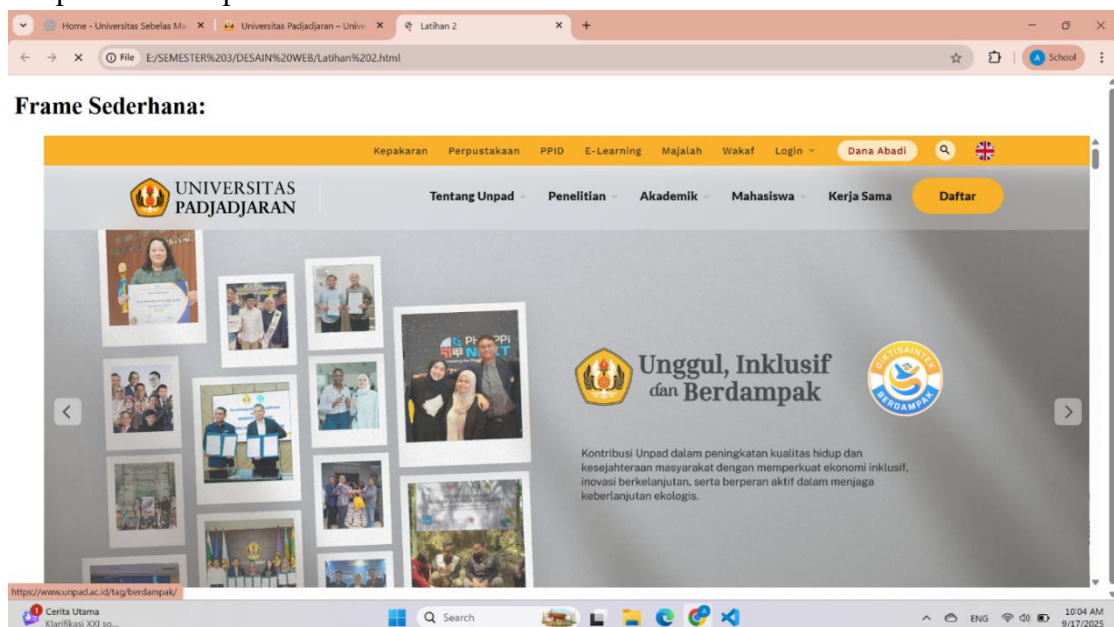 Home - Universitas Sebelas Ma
Universitas Padjadjaran – Unive
Latihan 2
File E:/SEMESTER%203/DESAIN%20WEB/Latihan%202.html
School
Frame Sederhana:
Kepakaran Perpustakaan PPID E-Learning Majalah Wakaf Login Dana Abadi
UNIVERSITAS
PADJADJARAN
Tentang Unpad Penelitian Akademik Mahasiswa Kerja Sama Daftar
Unggul, Inklusif
dan Berdampak
DIKTISAINTEK
BERDAMPAK
Kontribusi Unpad dalam peningkatan kualitas hidup dan
kesejahteraan masyarakat dengan memperkuat ekonomi inklusif,
inovasi berkelanjutan, serta berperan aktif dalam menjaga
keberlanjutan ekologis.
https://www.unpad.ac.id/tag/berdampak/
1
Cerita Utama
Klarifikasi XXI so...
Search
ENG
10:04 AM
9/17/2025